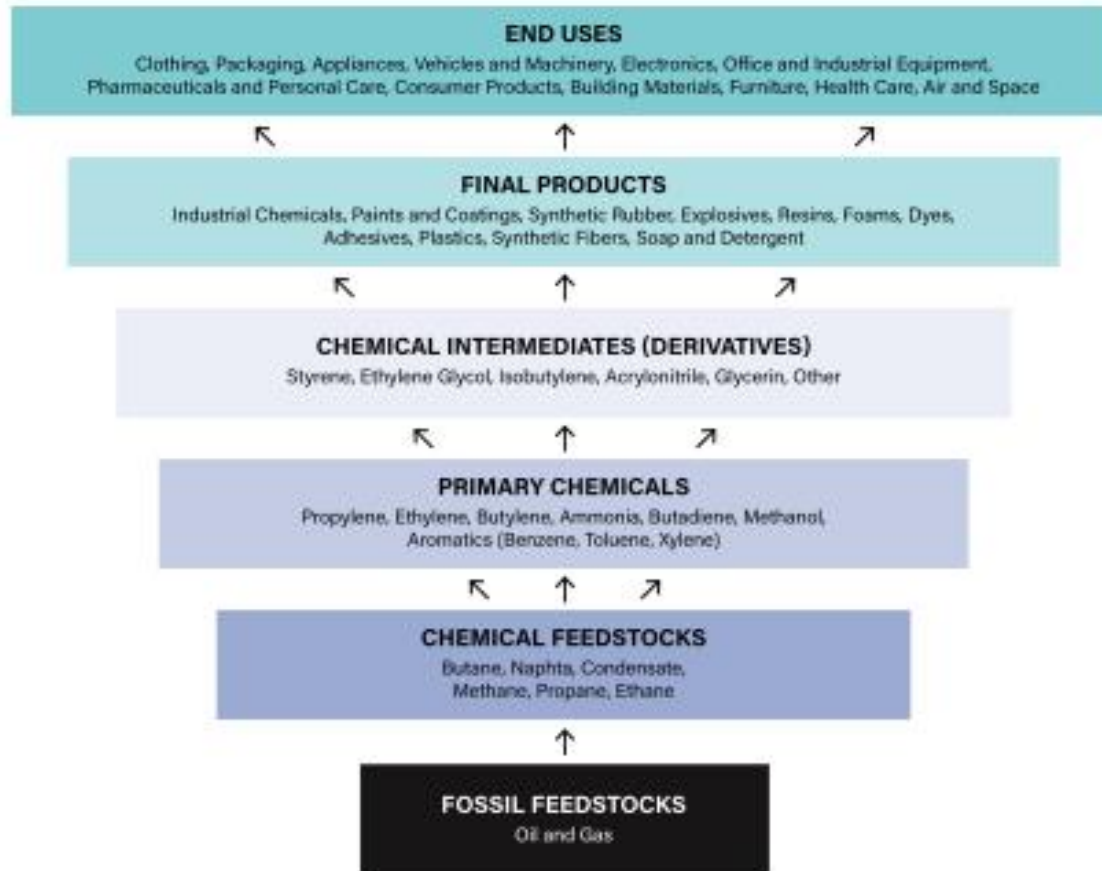 END USES
Clothing, Packaging, Appliances, Vehicles and Machinery, Electronics, Office and Industrial Equipment,
Pharmaceuticals and Personal Care, Consumer Products, Building Materials, Furniture, Health Care, Air and Space
FINAL PRODUCTS
Industrial Chemicals, Paints and Coatings, Synthetic Rubber, Explosives, Resins, Foams, Dyes,
Adhesives, Plastics, Synthetic Fibers, Soap and Detergent
CHEMICAL INTERMEDIATES (DERIVATIVES)
Styrene, Ethylene Glycol, Isobutylene, Acrylonitrile, Glycerin, Other
PRIMARY CHEMICALS
Propylene, Ethylene, Butylene, Ammonia, Butadiene, Methanol,
Aromatics (Benzene, Toluene, Xylene)
CHEMICAL FEEDSTOCKS
Butane, Naphta, Condensate,
Methane, Propane, Ethane
FOSSIL FEEDSTOCKS
Oil and Gas